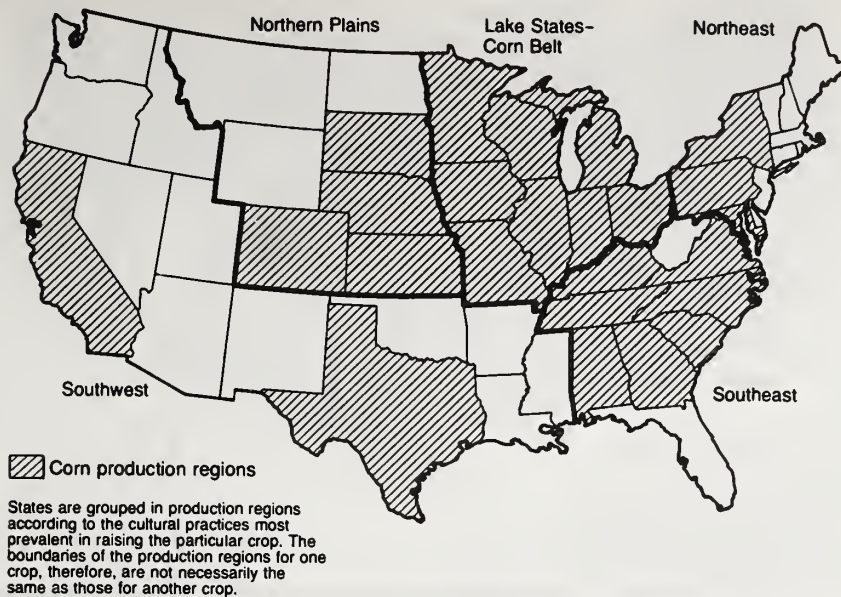 Northern Plains
Lake States–
Corn Belt
Northeast
Southwest
Southeast
Corn production regions
States are grouped in production regions
according to the cultural practices most
prevalent in raising the particular crop. The
boundaries of the production regions for one
crop, therefore, are not necessarily the
same as those for another crop.